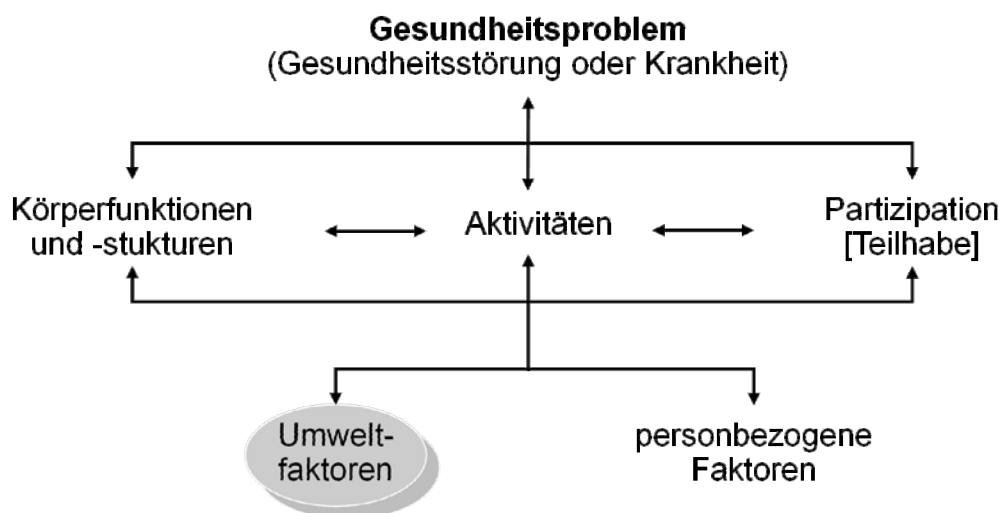 Gesundheitsproblem
(Gesundheitsstörung oder Krankheit)
Körperfunktionen
und -stukturen
Aktivitäten
Partizipation
[Teilhabe]
Umwelt-
faktoren
personbezogene
Faktoren